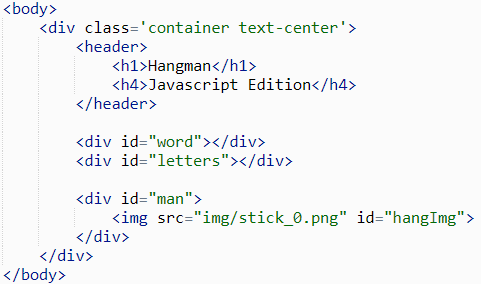 <body>
    <div class='container text-center'>
        <header>
            <h1>Hangman</h1>
            <h4>Javascript Edition</h4>
        </header>

        <div id="word"></div>
        <div id="letters"></div>

        <div id="man">
            <img src="img/stick_0.png" id="hangImg">
        </div>
    </div>
</body>